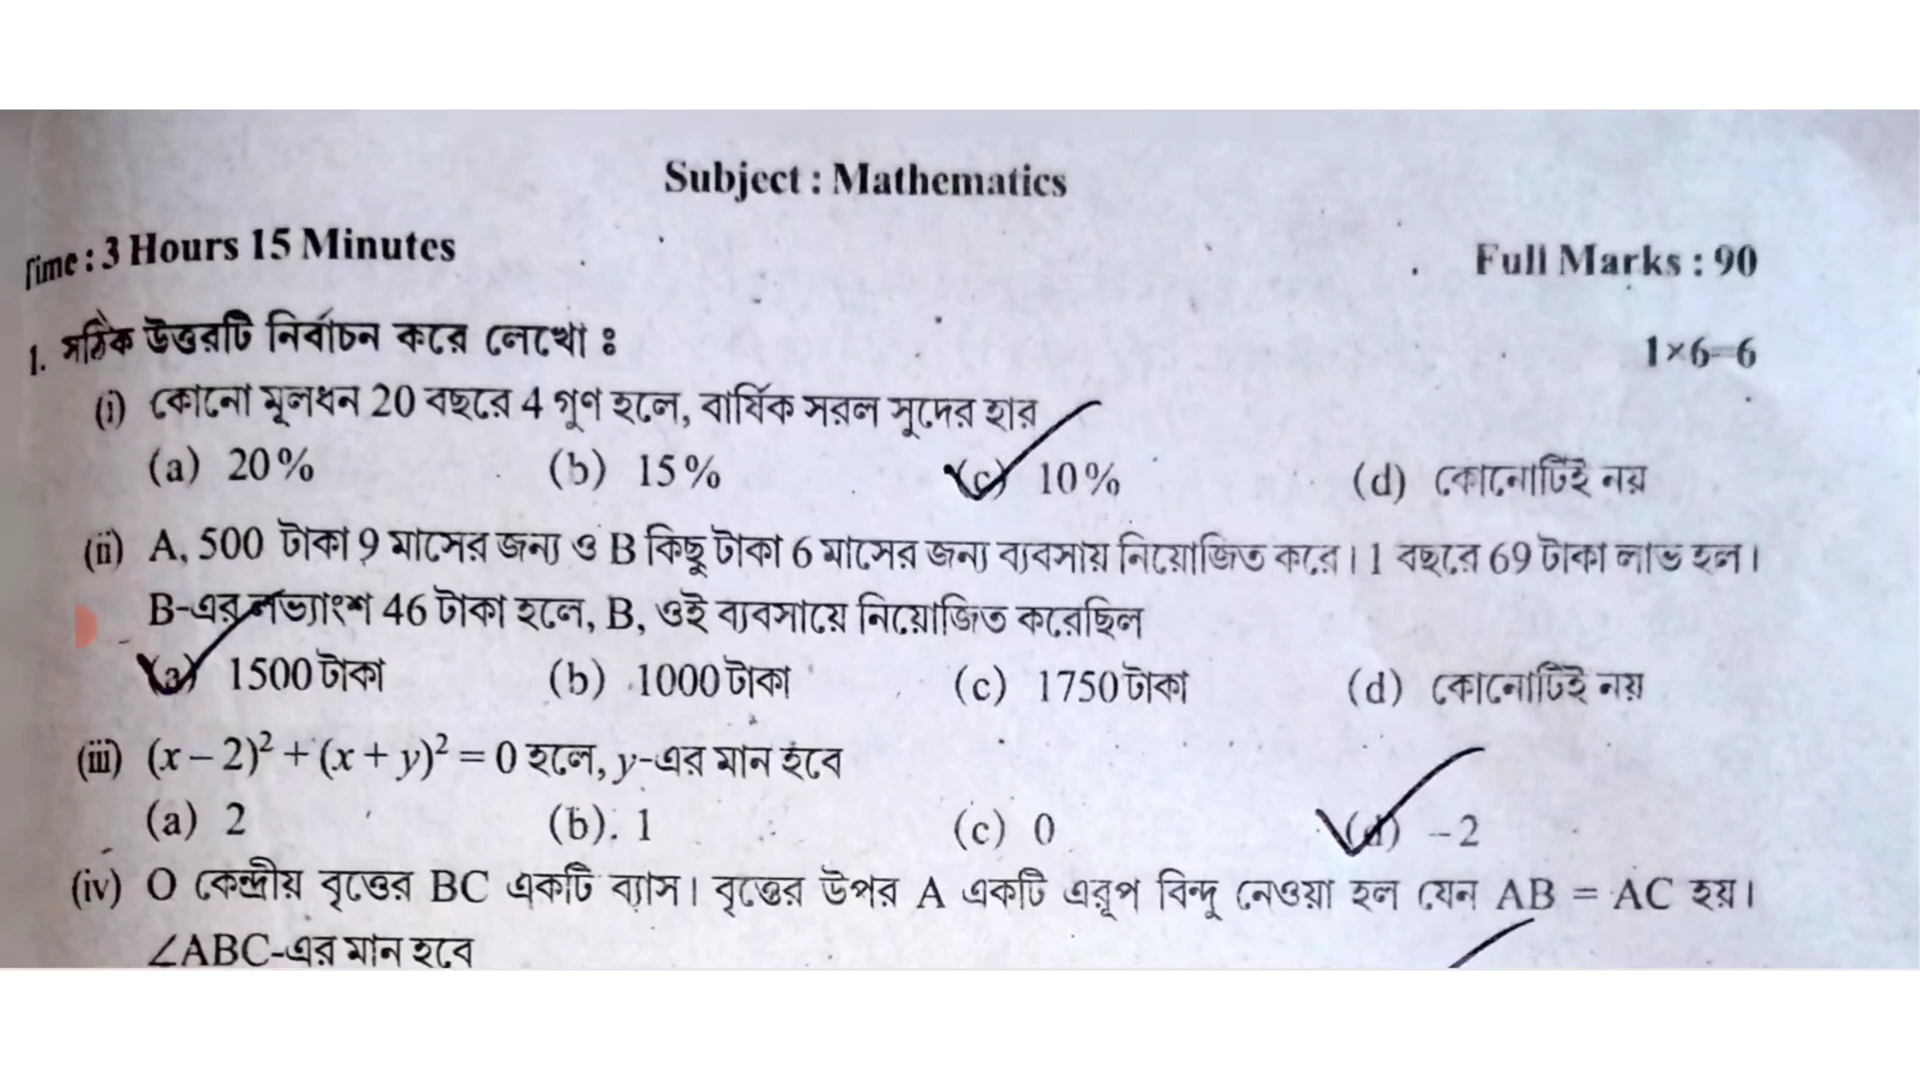 Subject : Mathematics
Time : 3 Hours 15 Minutes
Full Marks : 90
1. সঠিক উত্তরটি নির্বাচন করে লেখো ঃ 1×6=6
(i) কোনো মূলধন 20 বছরে 4 গুণ হলে, বার্ষিক সরল সুদের হার
(a) 20% (b) 15% (c) 10% (d) কোনোটিই নয়
(ii) A, 500 টাকা 9 মাসের জন্য ও B কিছু টাকা 6 মাসের জন্য ব্যবসায় নিয়োজিত করে। 1 বছরে 69 টাকা লাভ হল।
B-এর লভ্যাংশ 46 টাকা হলে, B, ওই ব্যবসায়ে নিয়োজিত করেছিল
(a) 1500 টাকা (b) 1000 টাকা (c) 1750 টাকা (d) কোনোটিই নয়
(iii) (x – 2)² + (x + y)² = 0 হলে, y-এর মান হবে
(a) 2 (b). 1 (c) 0 (d) –2
(iv) O কেন্দ্রীয় বৃত্তের BC একটি ব্যাস। বৃত্তের উপর A একটি এরূপ বিন্দু নেওয়া হল যেন AB = AC হয়।
∠ABC-এর মান হবে